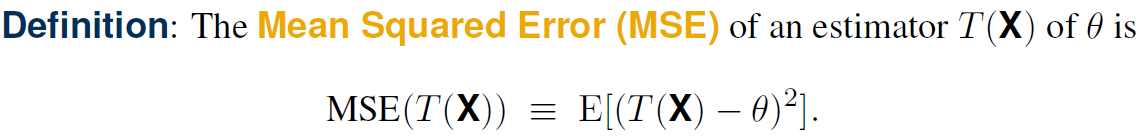 Definition: The Mean Squared Error (MSE) of an estimator T(X) of θ is
MSE(T(X)) ≡ E[(T(X) − θ)²].